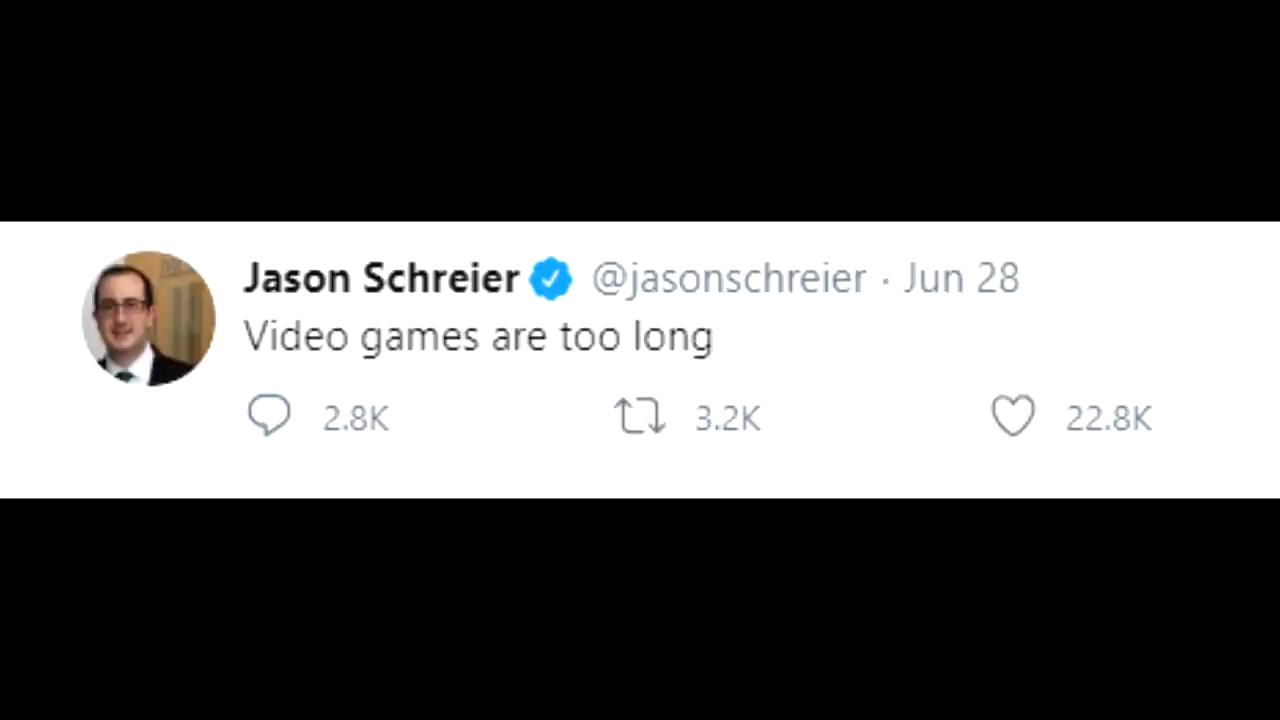 Jason Schreier @jasonschreier · Jun 28
Video games are too long
2.8K 3.2K 22.8K